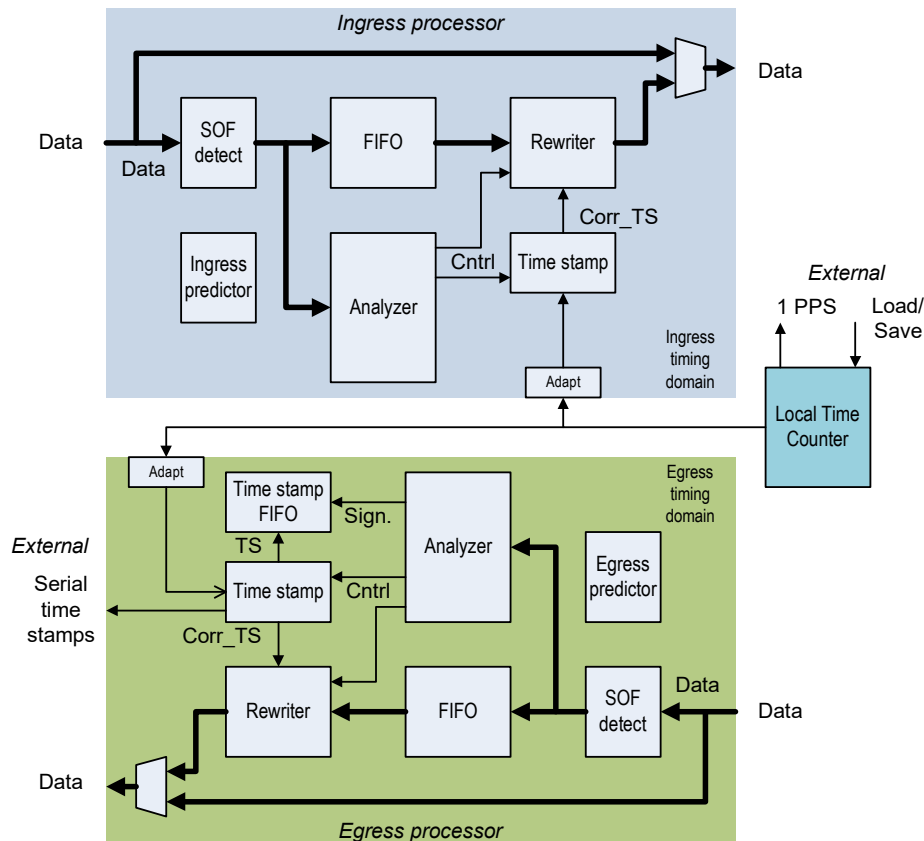 Ingress processor
Data
Data
Data
SOF
detect
FIFO
Rewriter
Corr_TS
Ingress
predictor
Analyzer
Cntrl
Time stamp
Adapt
Ingress
timing
domain
External
1 PPS
Load/
Save
Local Time
Counter
Adapt
Time stamp
FIFO
Sign.
TS
Analyzer
Egress
timing
domain
Egress
predictor
External
Serial
time
stamps
Time stamp
Cntrl
Corr_TS
Rewriter
FIFO
SOF
detect
Data
Data
Data
Egress processor